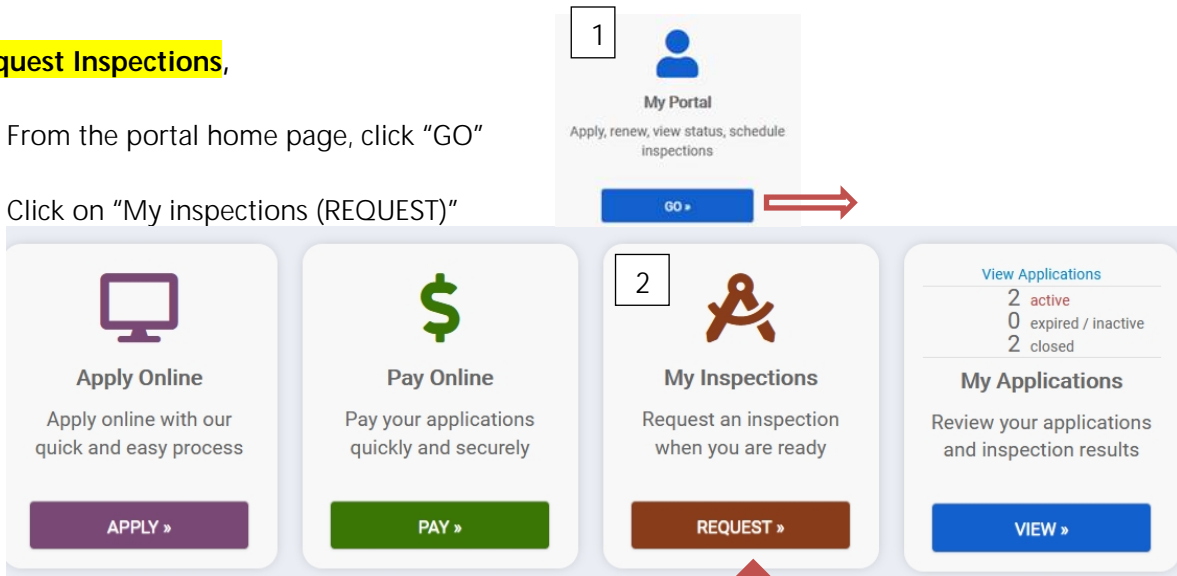 quest Inspections,
From the portal home page, click “GO”
Click on “My inspections (REQUEST)”
1
My Portal
Apply, renew, view status, schedule
inspections
GO »
Apply Online
Apply online with our
quick and easy process
APPLY »
Pay Online
Pay your applications
quickly and securely
PAY »
2
My Inspections
Request an inspection
when you are ready
REQUEST »
View Applications
2 active
0 expired / inactive
2 closed
My Applications
Review your applications
and inspection results
VIEW »